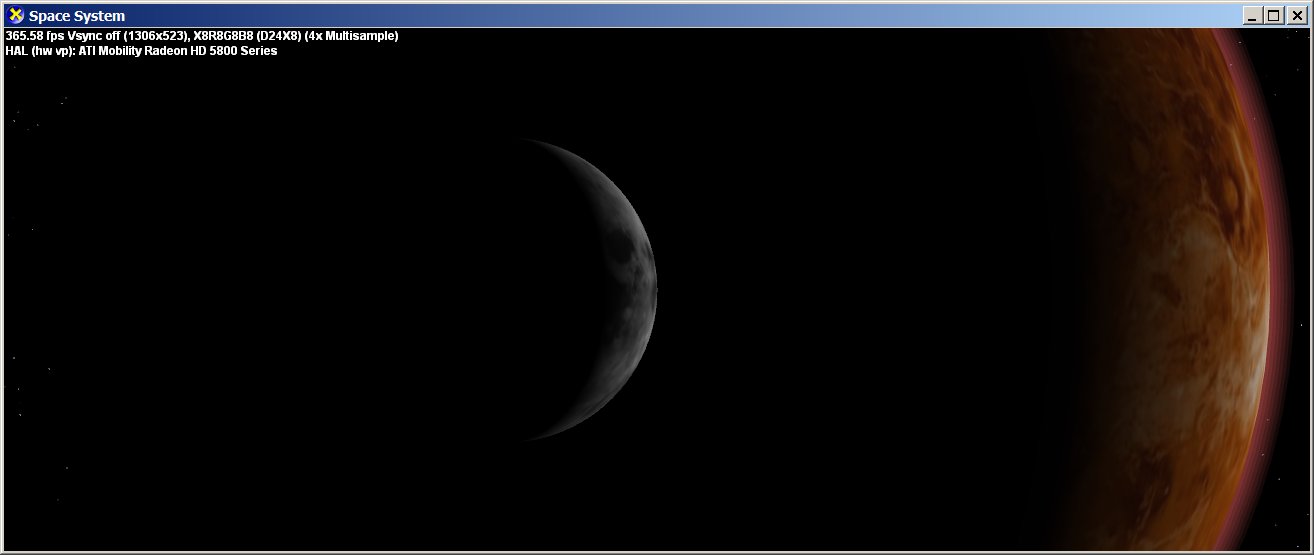 Space System
365.58 fps Vsync off (1306x523), X8R8G8B8 (D24X8) (4x Multisample)
HAL (hw vp): ATI Mobility Radeon HD 5800 Series